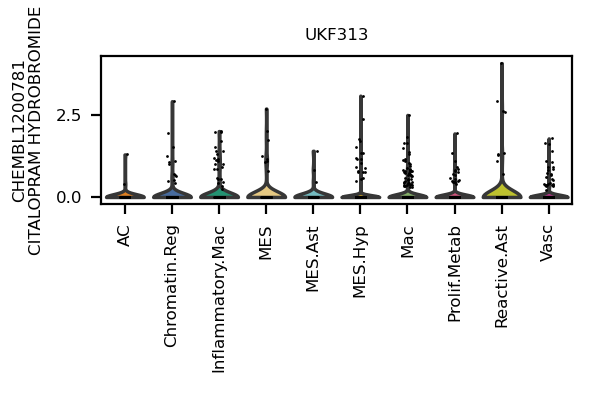 UKF313
CHEMBL1200781
CITALOPRAM HYDROBROMIDE
2.5
0.0
AC
Chromatin.Reg
Inflammatory.Mac
MES
MES.Ast
MES.Hyp
Mac
Prolif.Metab
Reactive.Ast
Vasc